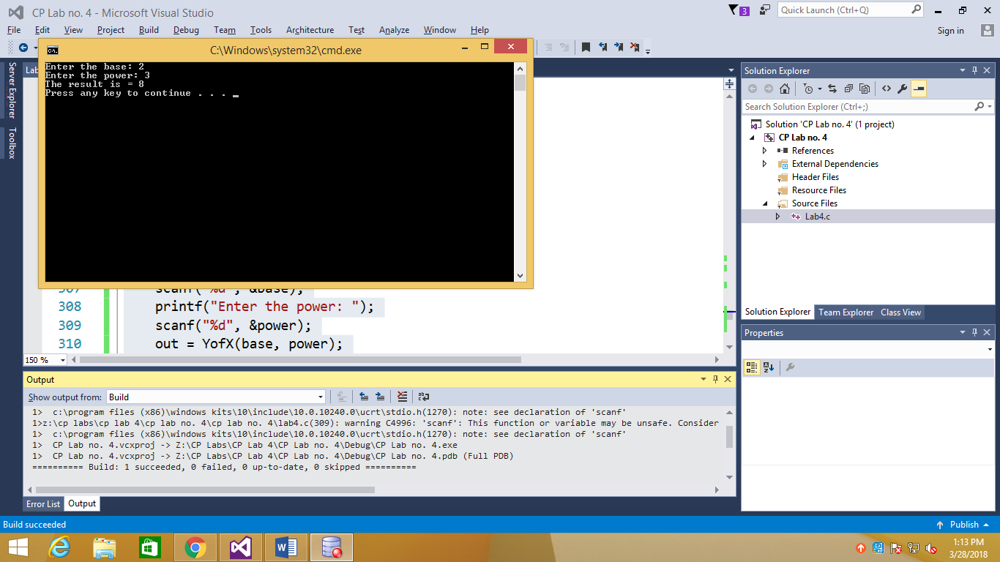 CP Lab no. 4 - Microsoft Visual Studio
3
Quick Launch (Ctrl+Q)
File Edit View Project Build Debug Team Tools Architecture Test Analyze Window Help
Sign in
C:\Windows\system32\cmd.exe
Enter the base: 2
Enter the power: 3
The result is = 8
Press any key to continue . . . _
Server Explorer
Toolbox
Lab
308 printf("Enter the power: ");
309 scanf("%d", &power);
310 out = YofX(base, power);
150 %
Solution Explorer
Search Solution Explorer (Ctrl+;)
Solution 'CP Lab no. 4' (1 project)
CP Lab no. 4
References
External Dependencies
Header Files
Resource Files
Source Files
Lab4.c
Solution Explorer Team Explorer Class View
Properties
Output
Show output from: Build
1> c:\program files (x86)\windows kits\10\include\10.0.10240.0\ucrt\stdio.h(1270): note: see declaration of 'scanf'
1>z:\cp labs\cp lab 4\cp lab no. 4\cp lab no. 4\lab4.c(309): warning C4996: 'scanf': This function or variable may be unsafe. Consider
1> c:\program files (x86)\windows kits\10\include\10.0.10240.0\ucrt\stdio.h(1270): note: see declaration of 'scanf'
1> CP Lab no. 4.vcxproj -> Z:\CP Labs\CP Lab 4\CP Lab no. 4\Debug\CP Lab no. 4.exe
1> CP Lab no. 4.vcxproj -> Z:\CP Labs\CP Lab 4\CP Lab no. 4\Debug\CP Lab no. 4.pdb (Full PDB)
========== Build: 1 succeeded, 0 failed, 0 up-to-date, 0 skipped ==========
Error List Output
Build succeeded
Publish
1:13 PM
3/28/2018